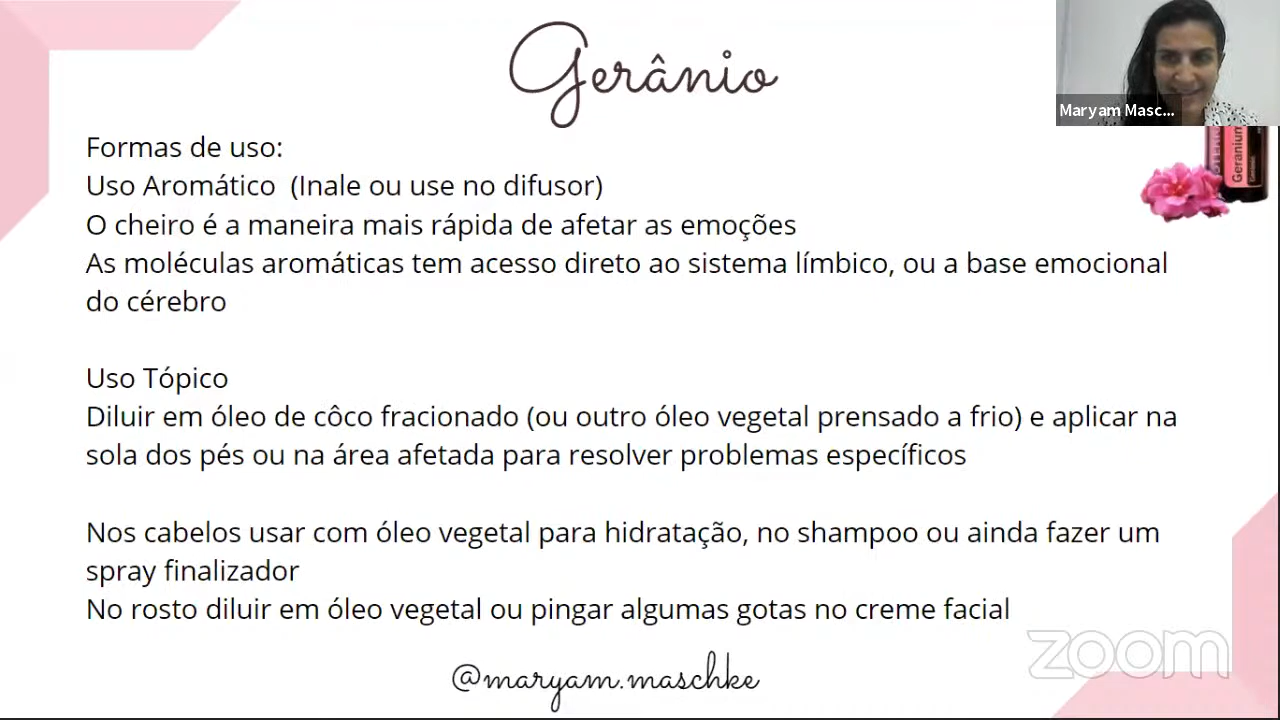 Gerânio
Maryam Masc...
Geranium
Formas de uso:
Uso Aromático  (Inale ou use no difusor)
O cheiro é a maneira mais rápida de afetar as emoções
As moléculas aromáticas tem acesso direto ao sistema límbico, ou a base emocional
do cérebro
Uso Tópico
Diluir em óleo de côco fracionado (ou outro óleo vegetal prensado a frio) e aplicar na
sola dos pés ou na área afetada para resolver problemas específicos
Nos cabelos usar com óleo vegetal para hidratação, no shampoo ou ainda fazer um
spray finalizador
No rosto diluir em óleo vegetal ou pingar algumas gotas no creme facial
zoom
@maryam.maschke